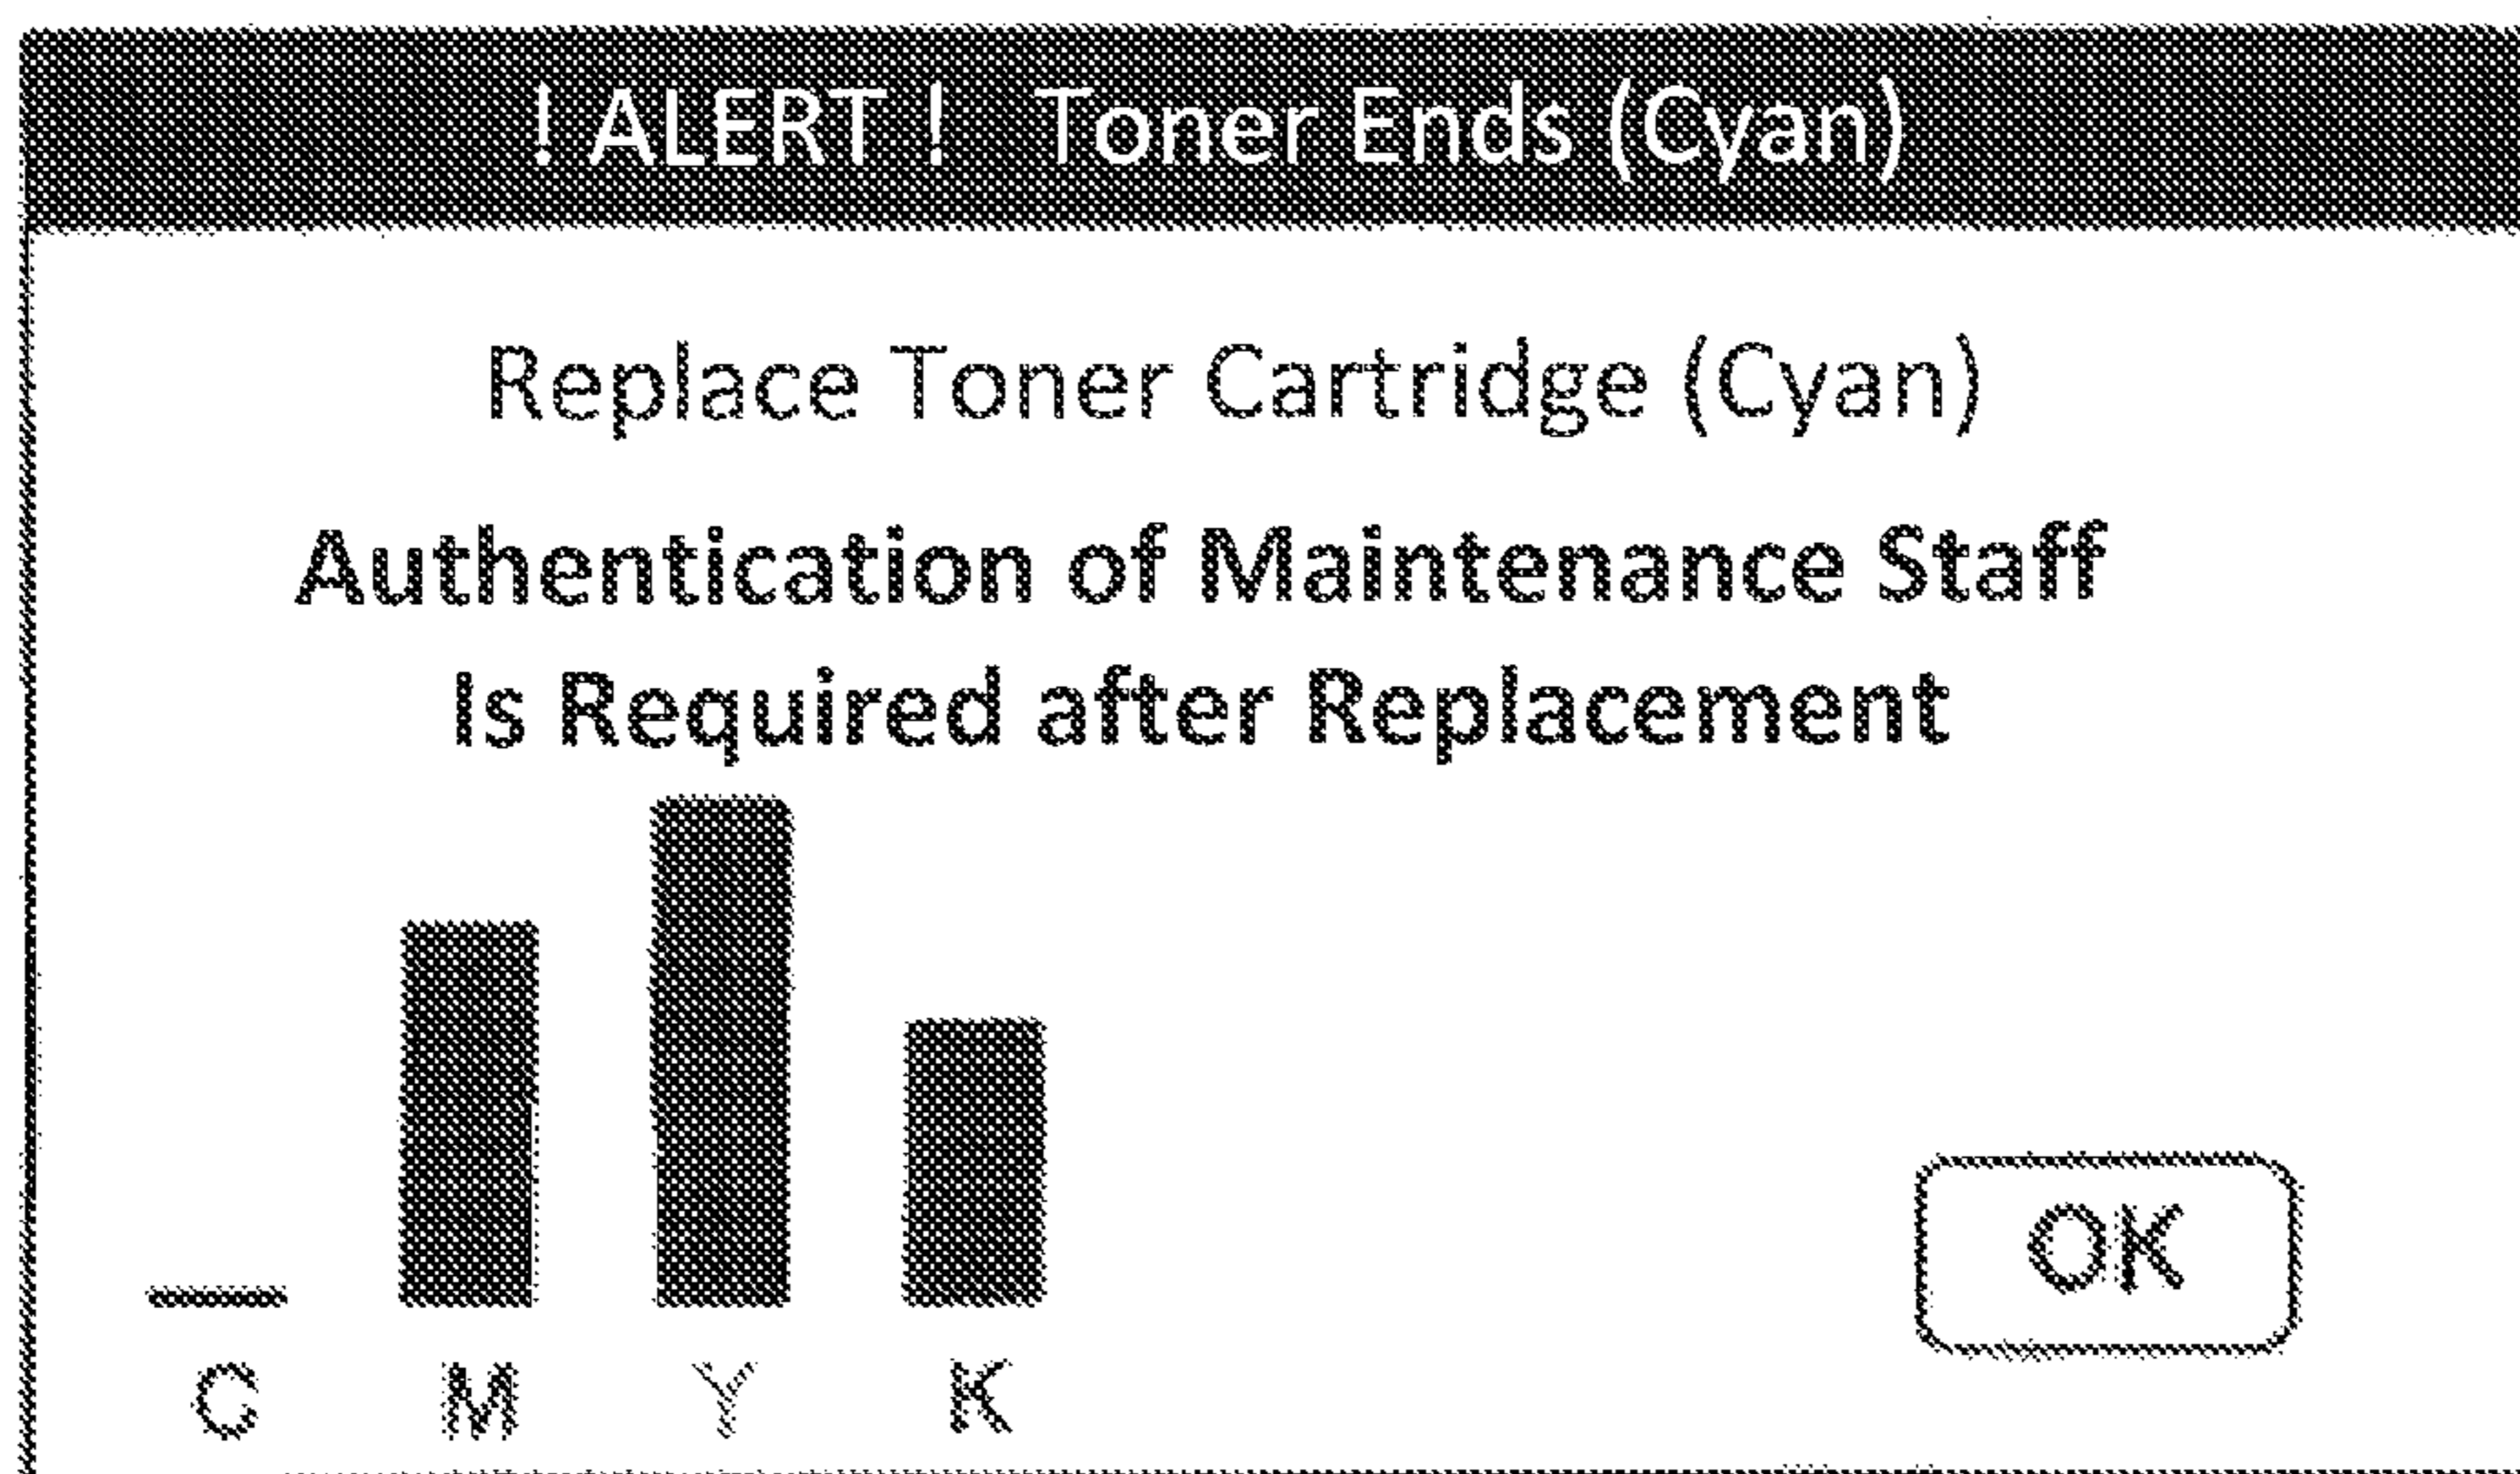 ! ALERT ! Toner Ends (Cyan)
Replace Toner Cartridge (Cyan)
Authentication of Maintenance Staff
Is Required after Replacement
OK
C M Y K